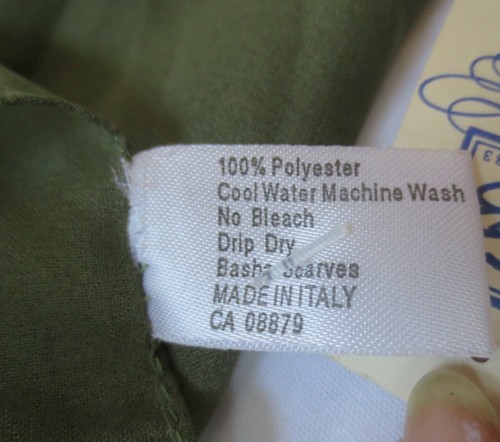 100% Polyester
Cool Water Machine Wash
No Bleach
Drip Dry
Basha Scarves
MADE IN ITALY
CA 08879